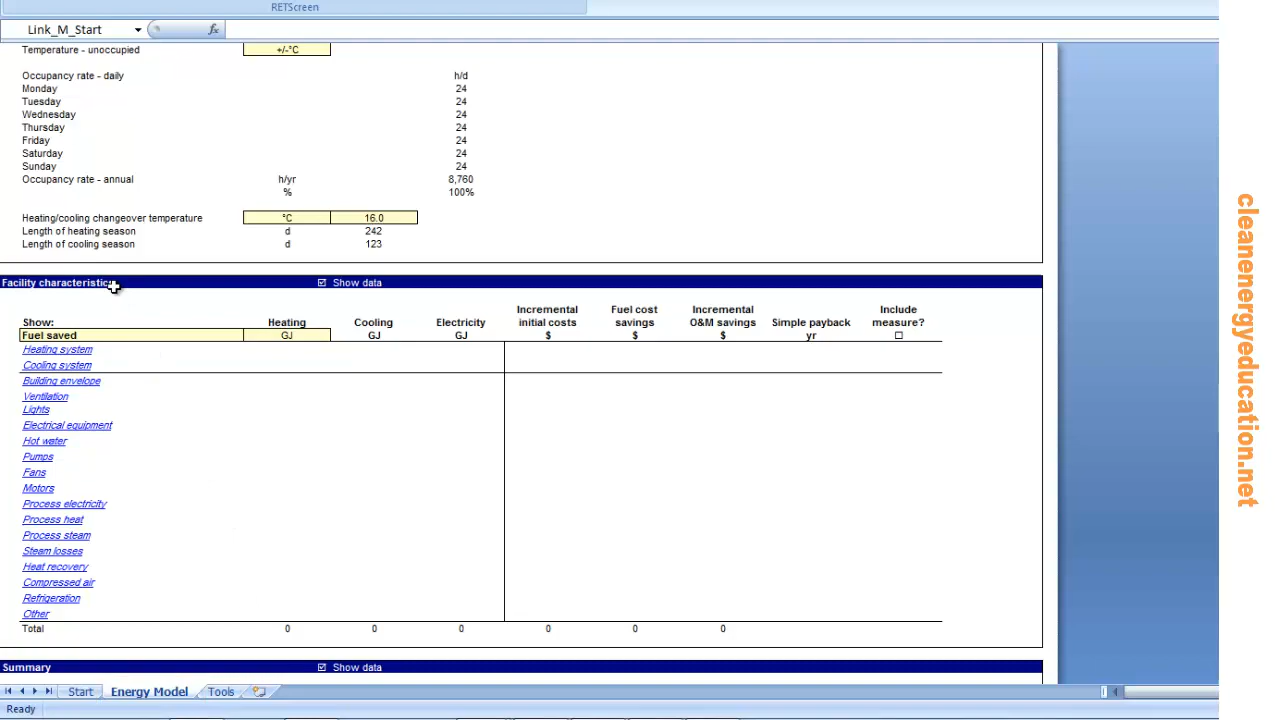 RETScreen
Link_M_Start fx
Temperature - unoccupied +/-°C
Occupancy rate - daily h/d
Monday 24
Tuesday 24
Wednesday 24
Thursday 24
Friday 24
Saturday 24
Sunday 24
Occupancy rate - annual h/yr 8,760
% 100%
Heating/cooling changeover temperature °C 16.0
Length of heating season d 242
Length of cooling season d 123
Facility characteristics Show data
Incremental Fuel cost Incremental Include
Show: Heating Cooling Electricity initial costs savings O&M savings Simple payback measure?
Fuel saved GJ GJ GJ $ $ $ yr
Heating system
Cooling system
Building envelope
Ventilation
Lights
Electrical equipment
Hot water
Pumps
Fans
Motors
Process electricity
Process heat
Process steam
Steam losses
Heat recovery
Compressed air
Refrigeration
Other
Total 0 0 0 0 0 0
Summary Show data
Start Energy Model Tools
Ready
cleanenergyeducation.net